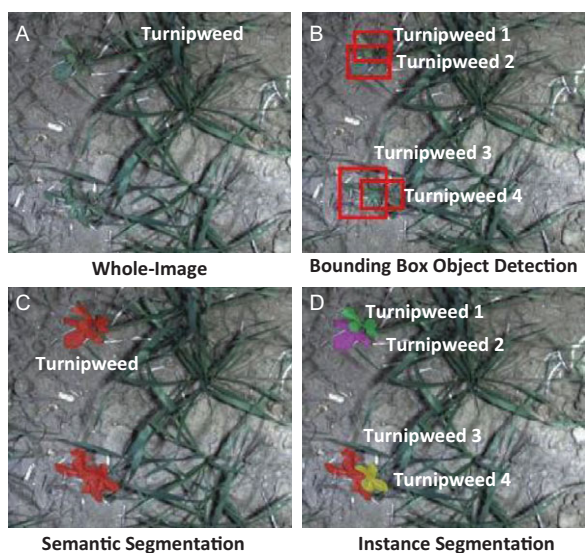 A
Turnipweed
Whole-Image
B
Turnipweed 1
Turnipweed 2
Turnipweed 3
Turnipweed 4
Bounding Box Object Detection
C
Turnipweed
Semantic Segmentation
D
Turnipweed 1
Turnipweed 2
Turnipweed 3
Turnipweed 4
Instance Segmentation